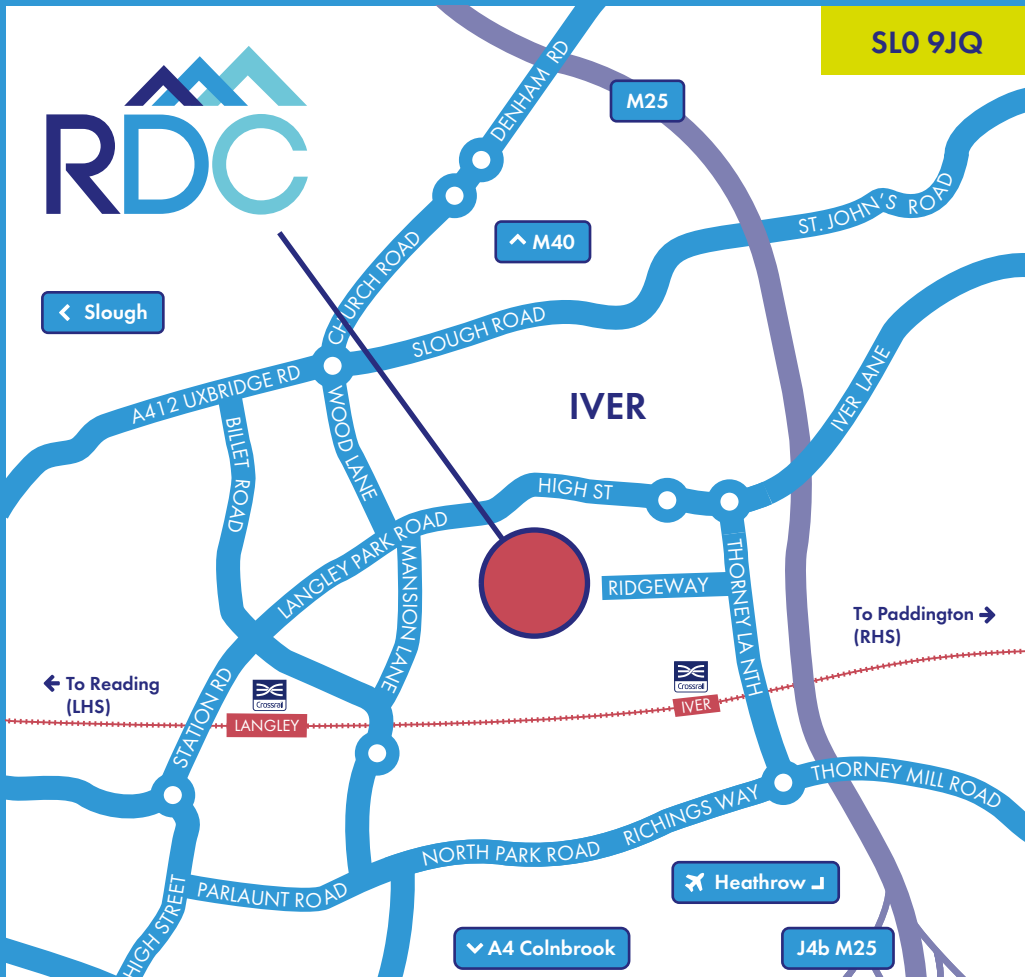 SL0 9JQ
RDC
DENHAM RD
M25
CHURCH ROAD
M40
ST. JOHN'S ROAD
Slough
SLOUGH ROAD
A412 UXBRIDGE RD
IVER
IVER LANE
BILLET ROAD
WOOD LANE
HIGH ST
LANGLEY PARK ROAD
MANSION LANE
RIDGEWAY
THORNEY LA NTH
To Paddington
(RHS)
To Reading
(LHS)
Crossrail
LANGLEY
Crossrail
IVER
STATION RD
THORNEY MILL ROAD
RICHINGS WAY
NORTH PARK ROAD
PARLAUNT ROAD
HIGH STREET
Heathrow
A4 Colnbrook
J4b M25